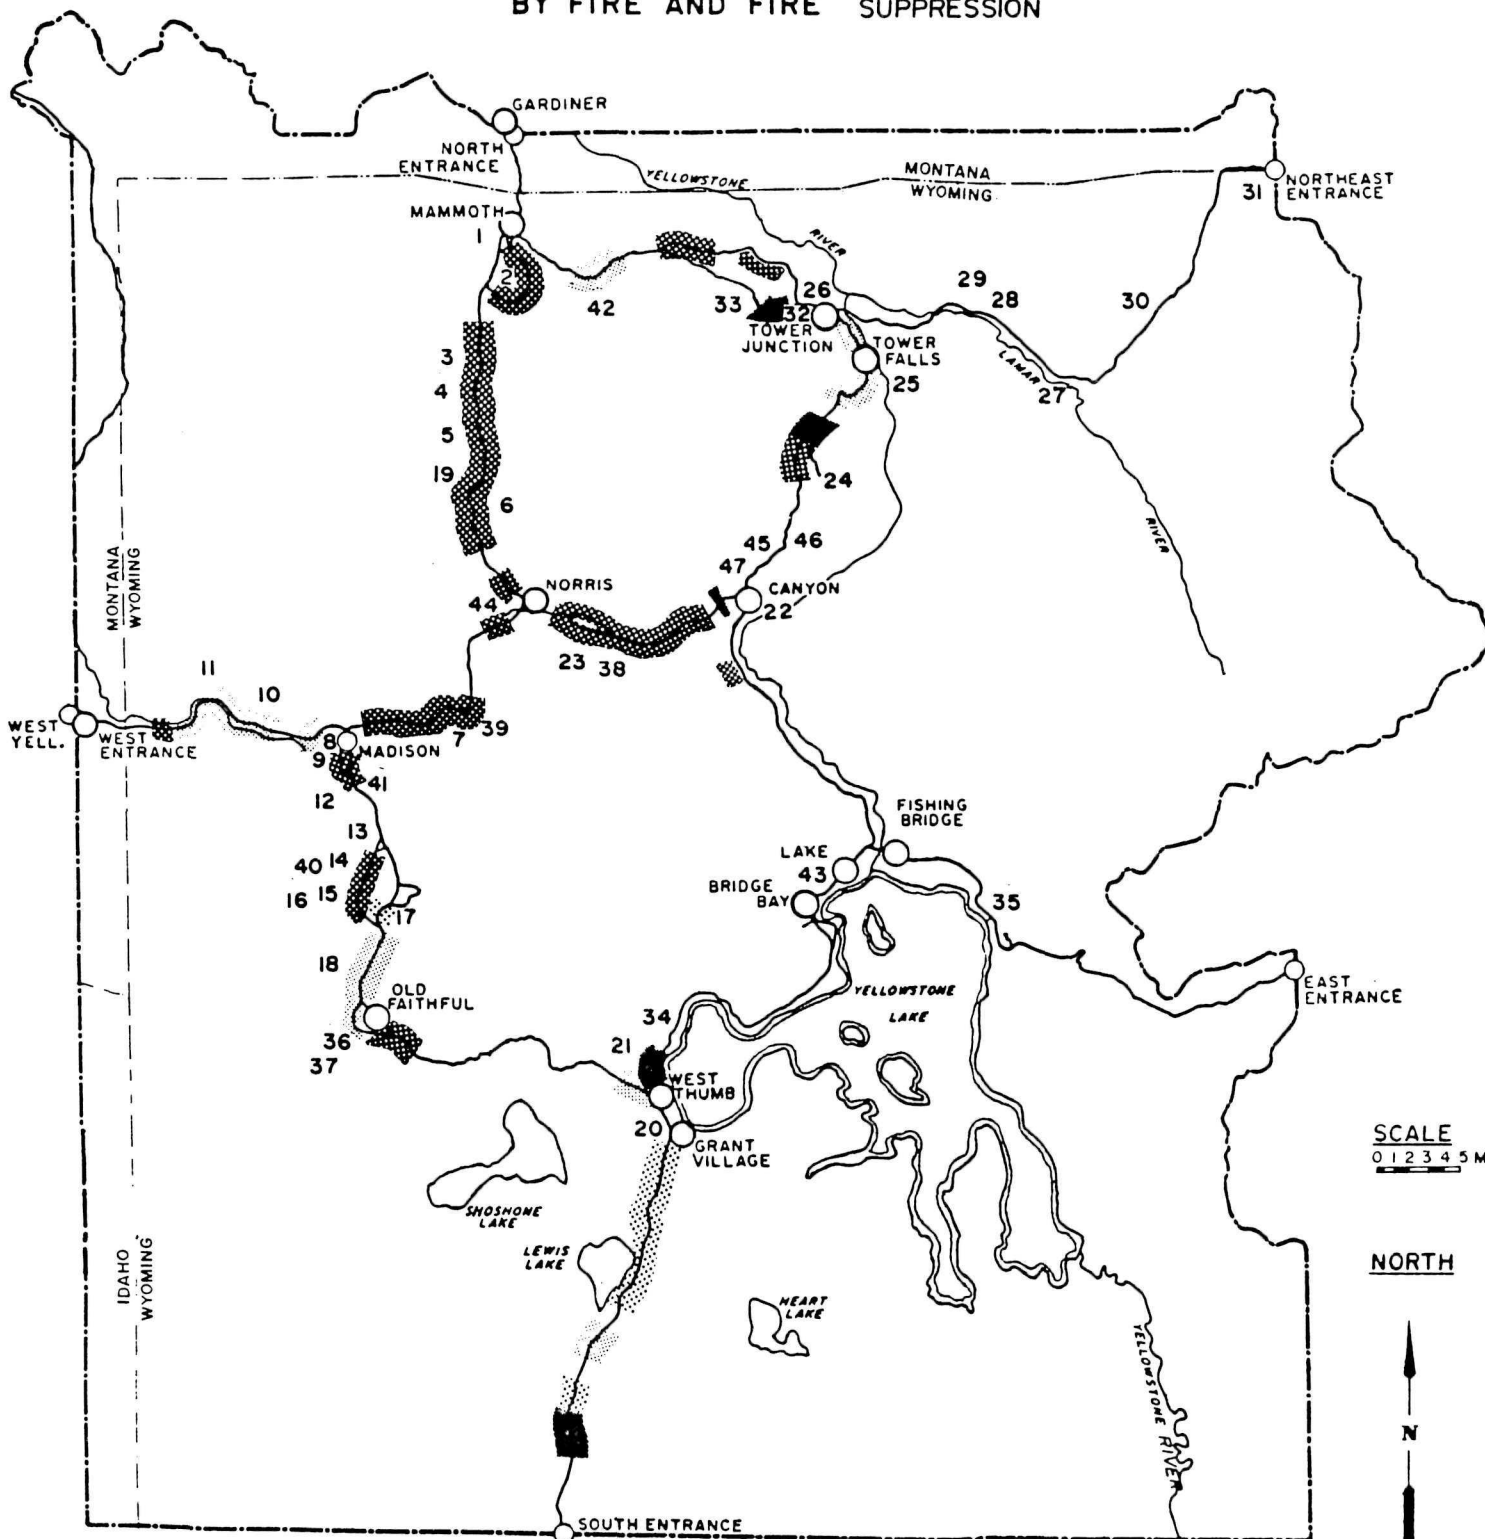 BY FIRE AND FIRE SUPPRESSION
GARDINER
NORTH
ENTRANCE
YELLOWSTONE
RIVER
MONTANA
WYOMING
31
NORTHEAST
ENTRANCE
MAMMOTH
1
2
42
33
26
32
TOWER
JUNCTION
TOWER
FALLS
25
29
28
30
LAMAR
27
RIVER
3
4
5
19
6
24
45
46
47
CANYON
22
NORRIS
44
23
38
MONTANA
WYOMING
11
10
WEST
YELL.
WEST
ENTRANCE
8
MADISON
9
41
12
7
39
13
40
14
16
15
17
18
OLD
FAITHFUL
36
37
FISHING
BRIDGE
LAKE
43
BRIDGE
BAY
35
YELLOWSTONE
LAKE
EAST
ENTRANCE
34
21
WEST
THUMB
20
GRANT
VILLAGE
SHOSHONE
LAKE
LEWIS
LAKE
HEART
LAKE
IDAHO
WYOMING
YELLOWSTONE RIVER
SCALE
0 1 2 3 4 5 M
NORTH
N
SOUTH ENTRANCE